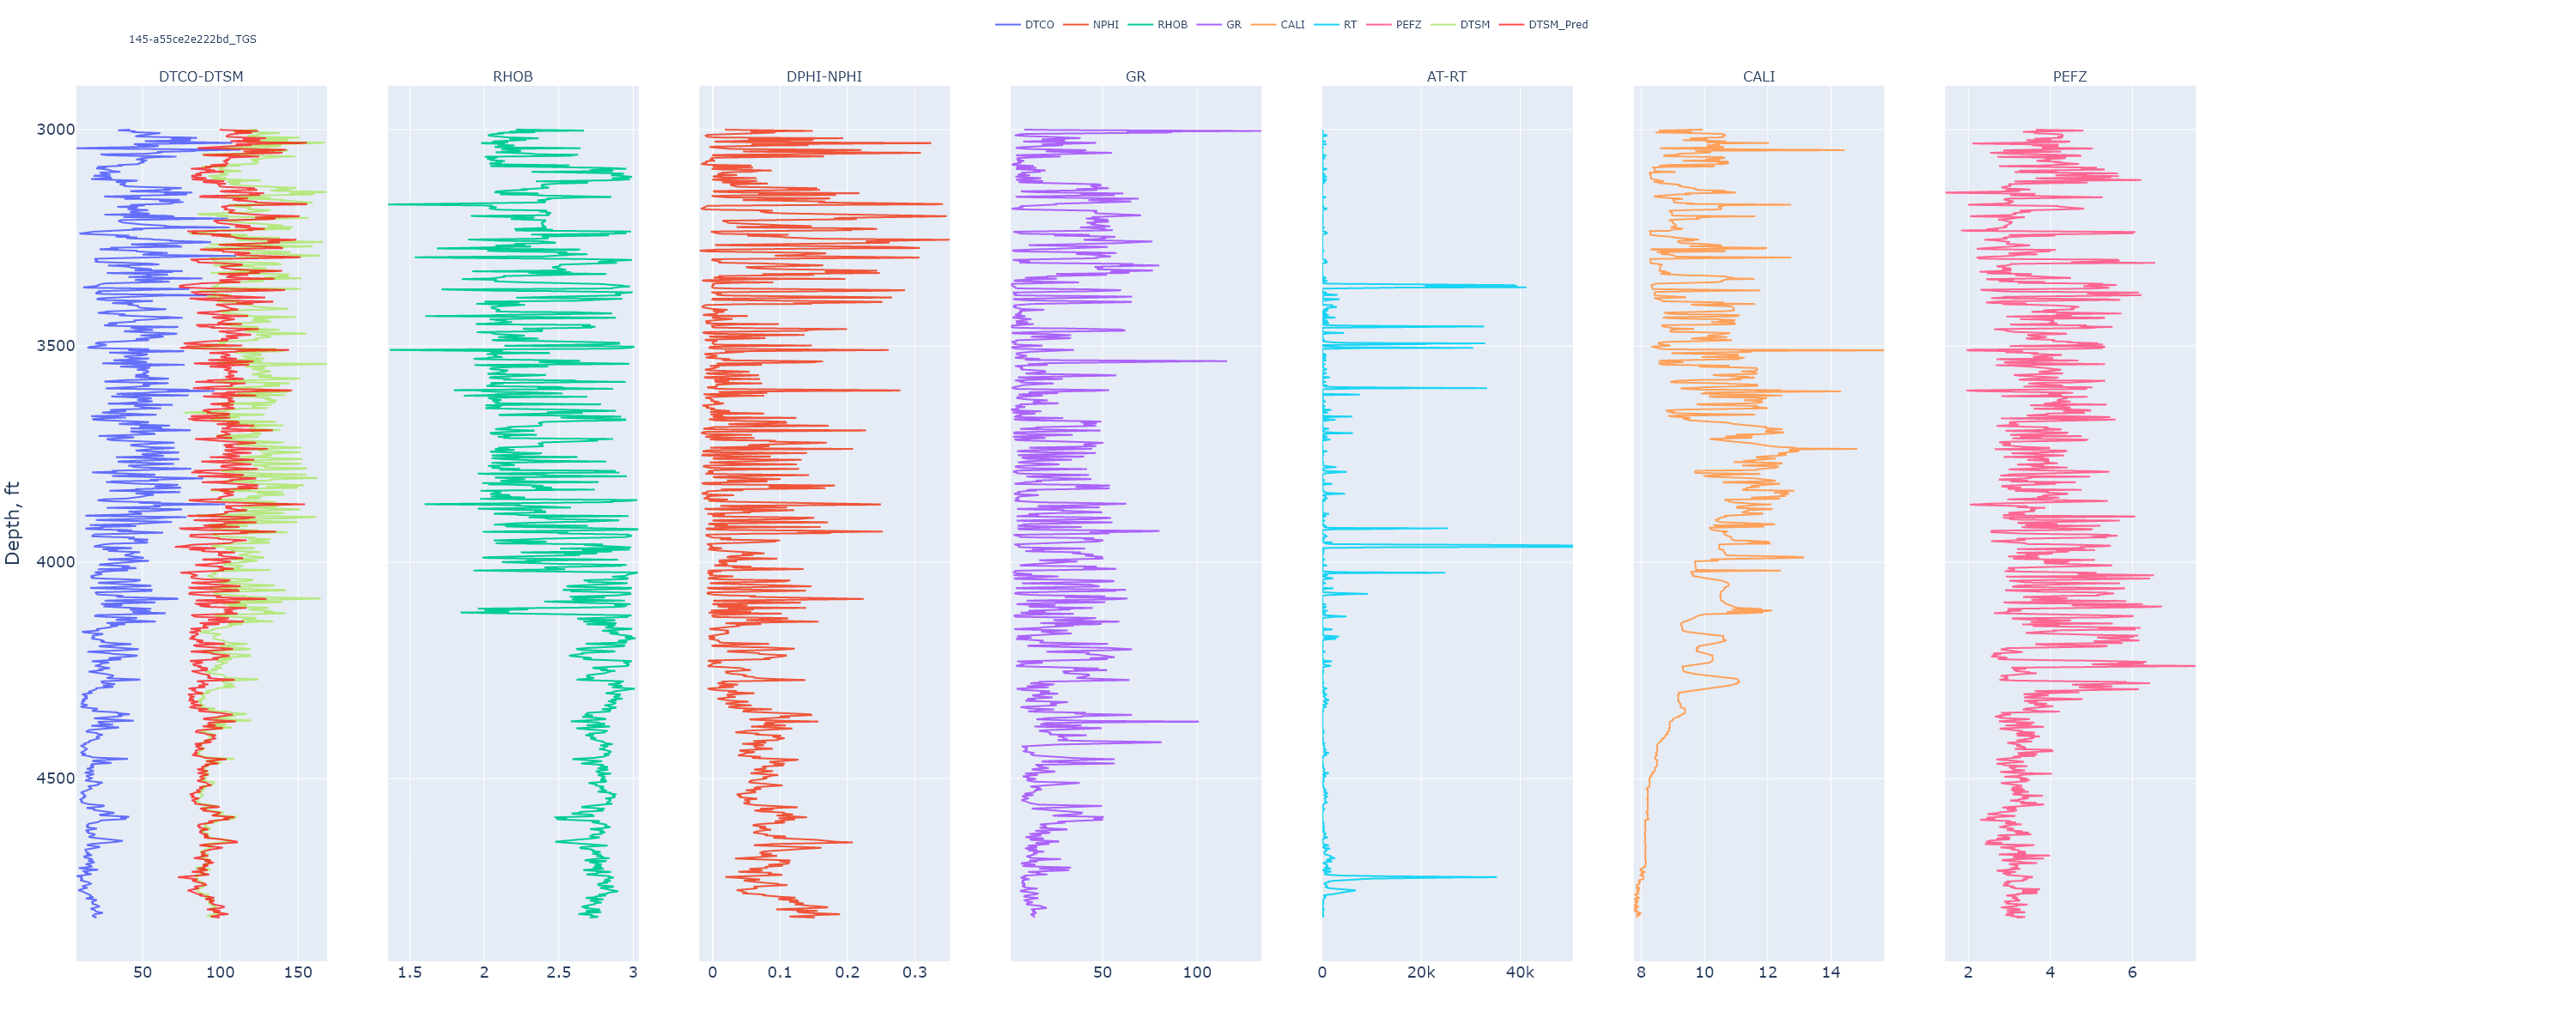 DTCO NPHI RHOB GR CALI RT PEFZ DTSM DTSM_Pred
145-a55ce2e222bd_TGS
DTCO-DTSM RHOB DPHI-NPHI GR AT-RT CALI PEFZ
3000
3500
Depth, ft
4000
4500
50 100 150 1.5 2 2.5 3 0 0.1 0.2 0.3 50 100 0 20k 40k 8 10 12 14 2 4 6